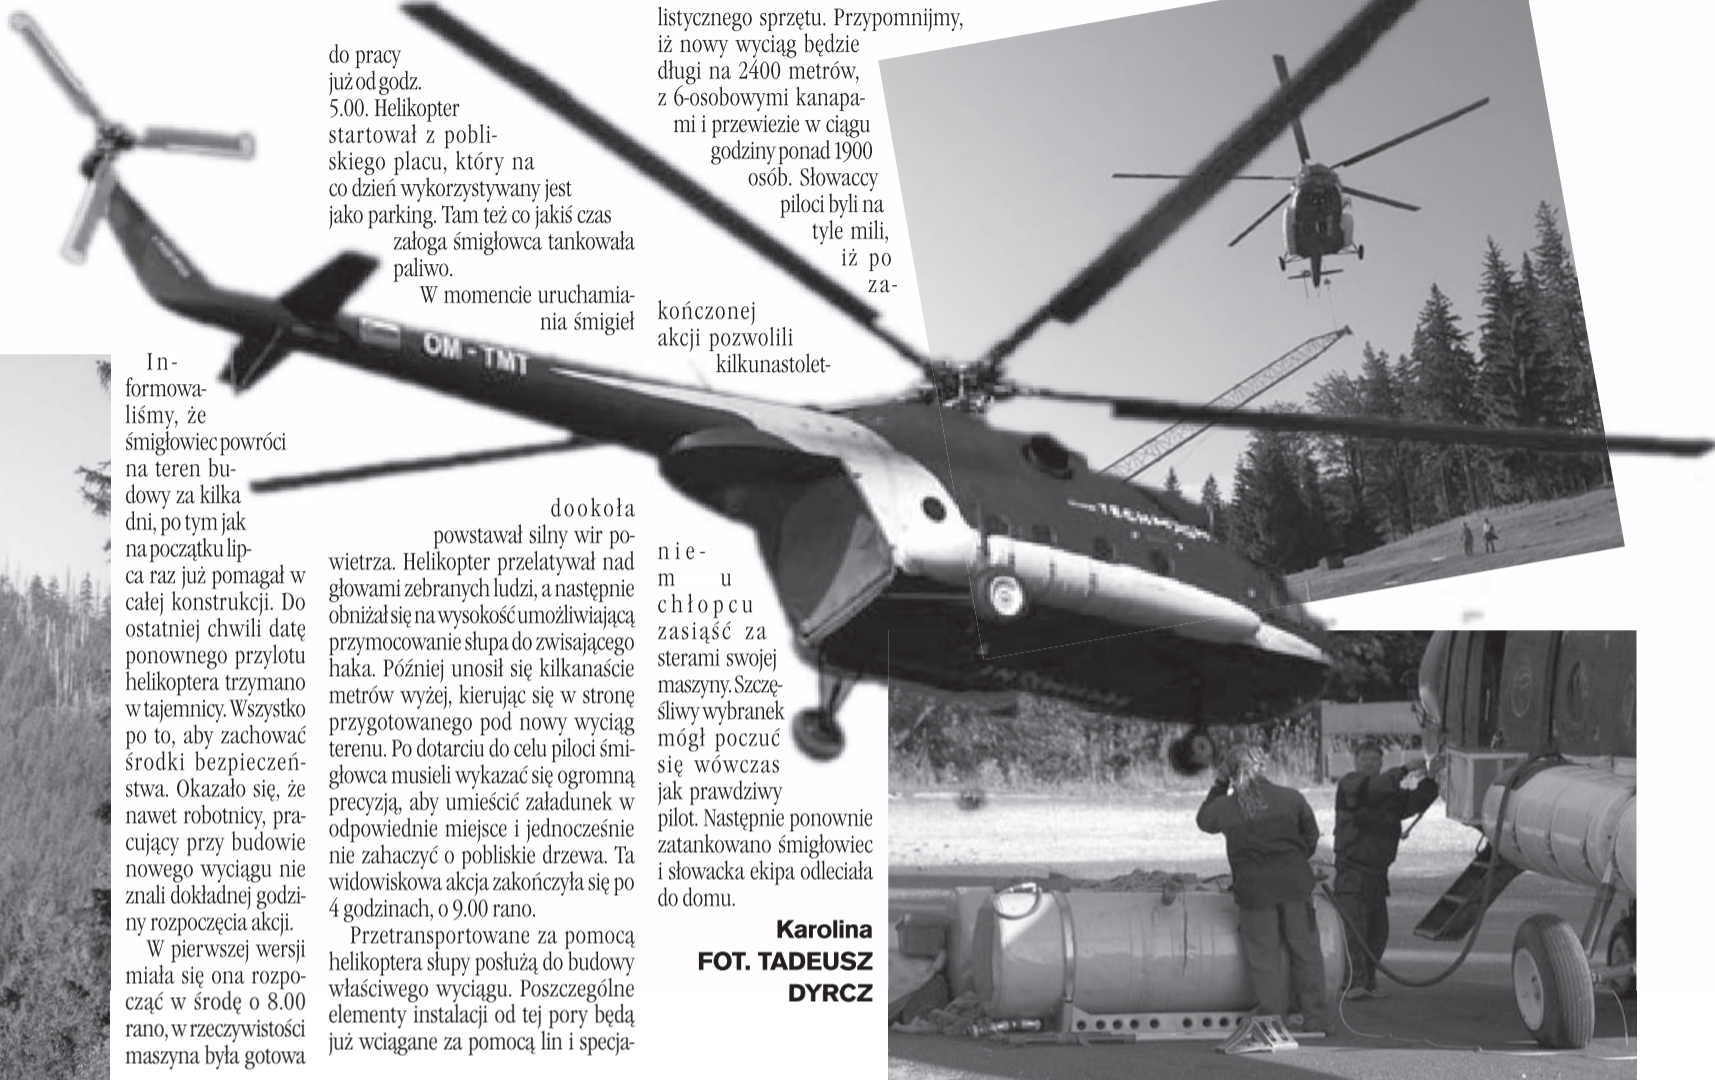 In-
formowa-
liśmy, że
śmigłowiec powróci
na teren bu-
dowy za kilka
dni, po tym jak
na początku lip-
ca raz już pomagał w
całej konstrukcji. Do
ostatniej chwili datę
ponownego przylotu
helikoptera trzymano
w tajemnicy. Wszystko
po to, aby zachować
środki bezpieczeń-
stwa. Okazało się, że
nawet robotnicy, pra-
cujący przy budowie
nowego wyciągu nie
znali dokładnej godzi-
ny rozpoczęcia akcji.
W pierwszej wersji
miała się ona rozpo-
cząć w środę o 8.00
rano, w rzeczywistości
maszyna była gotowa
do pracy
już od godz.
5.00. Helikopter
startował z pobli-
skiego placu, który na
co dzień wykorzystywany jest
jako parking. Tam też co jakiś czas
załoga śmigłowca tankowała
paliwo.
W momencie uruchamia-
nia śmigieł
dookoła
powstawał silny wir po-
wietrza. Helikopter przelatywał nad
głowami zebranych ludzi, a następnie
obniżał się na wysokość umożliwiającą
przymocowanie słupa do zwisającego
haka. Później unosił się kilkanaście
metrów wyżej, kierując się w stronę
przygotowanego pod nowy wyciąg
terenu. Po dotarciu do celu piloci śmi-
głowca musieli wykazać się ogromną
precyzją, aby umieścić załadunek w
odpowiednie miejsce i jednocześnie
nie zahaczyć o pobliskie drzewa. Ta
widowiskowa akcja zakończyła się po
4 godzinach, o 9.00 rano.
Przetransportowane za pomocą
helikoptera słupy posłużą do budowy
właściwego wyciągu. Poszczególne
elementy instalacji od tej pory będą
już wciągane za pomocą lin i specja-
listycznego sprzętu. Przypomnijmy,
iż nowy wyciąg będzie
długi na 2400 metrów,
z 6-osobowymi kanapa-
mi i przewiezie w ciągu
godziny ponad 1900
osób. Słowaccy
piloci byli na
tyle mili,
iż po
za-
kończonej
akcji pozwolili
kilkunastolet-
nie-
m u
chłopcu
zasiąść za
sterami swojej
maszyny. Szczę-
śliwy wybranek
mógł poczuć
się wówczas
jak prawdziwy
pilot. Następnie ponownie
zatankowano śmigłowiec
i słowacka ekipa odleciała
do domu.
Karolina
FOT. TADEUSZ
DYRCZ
OM-TMT